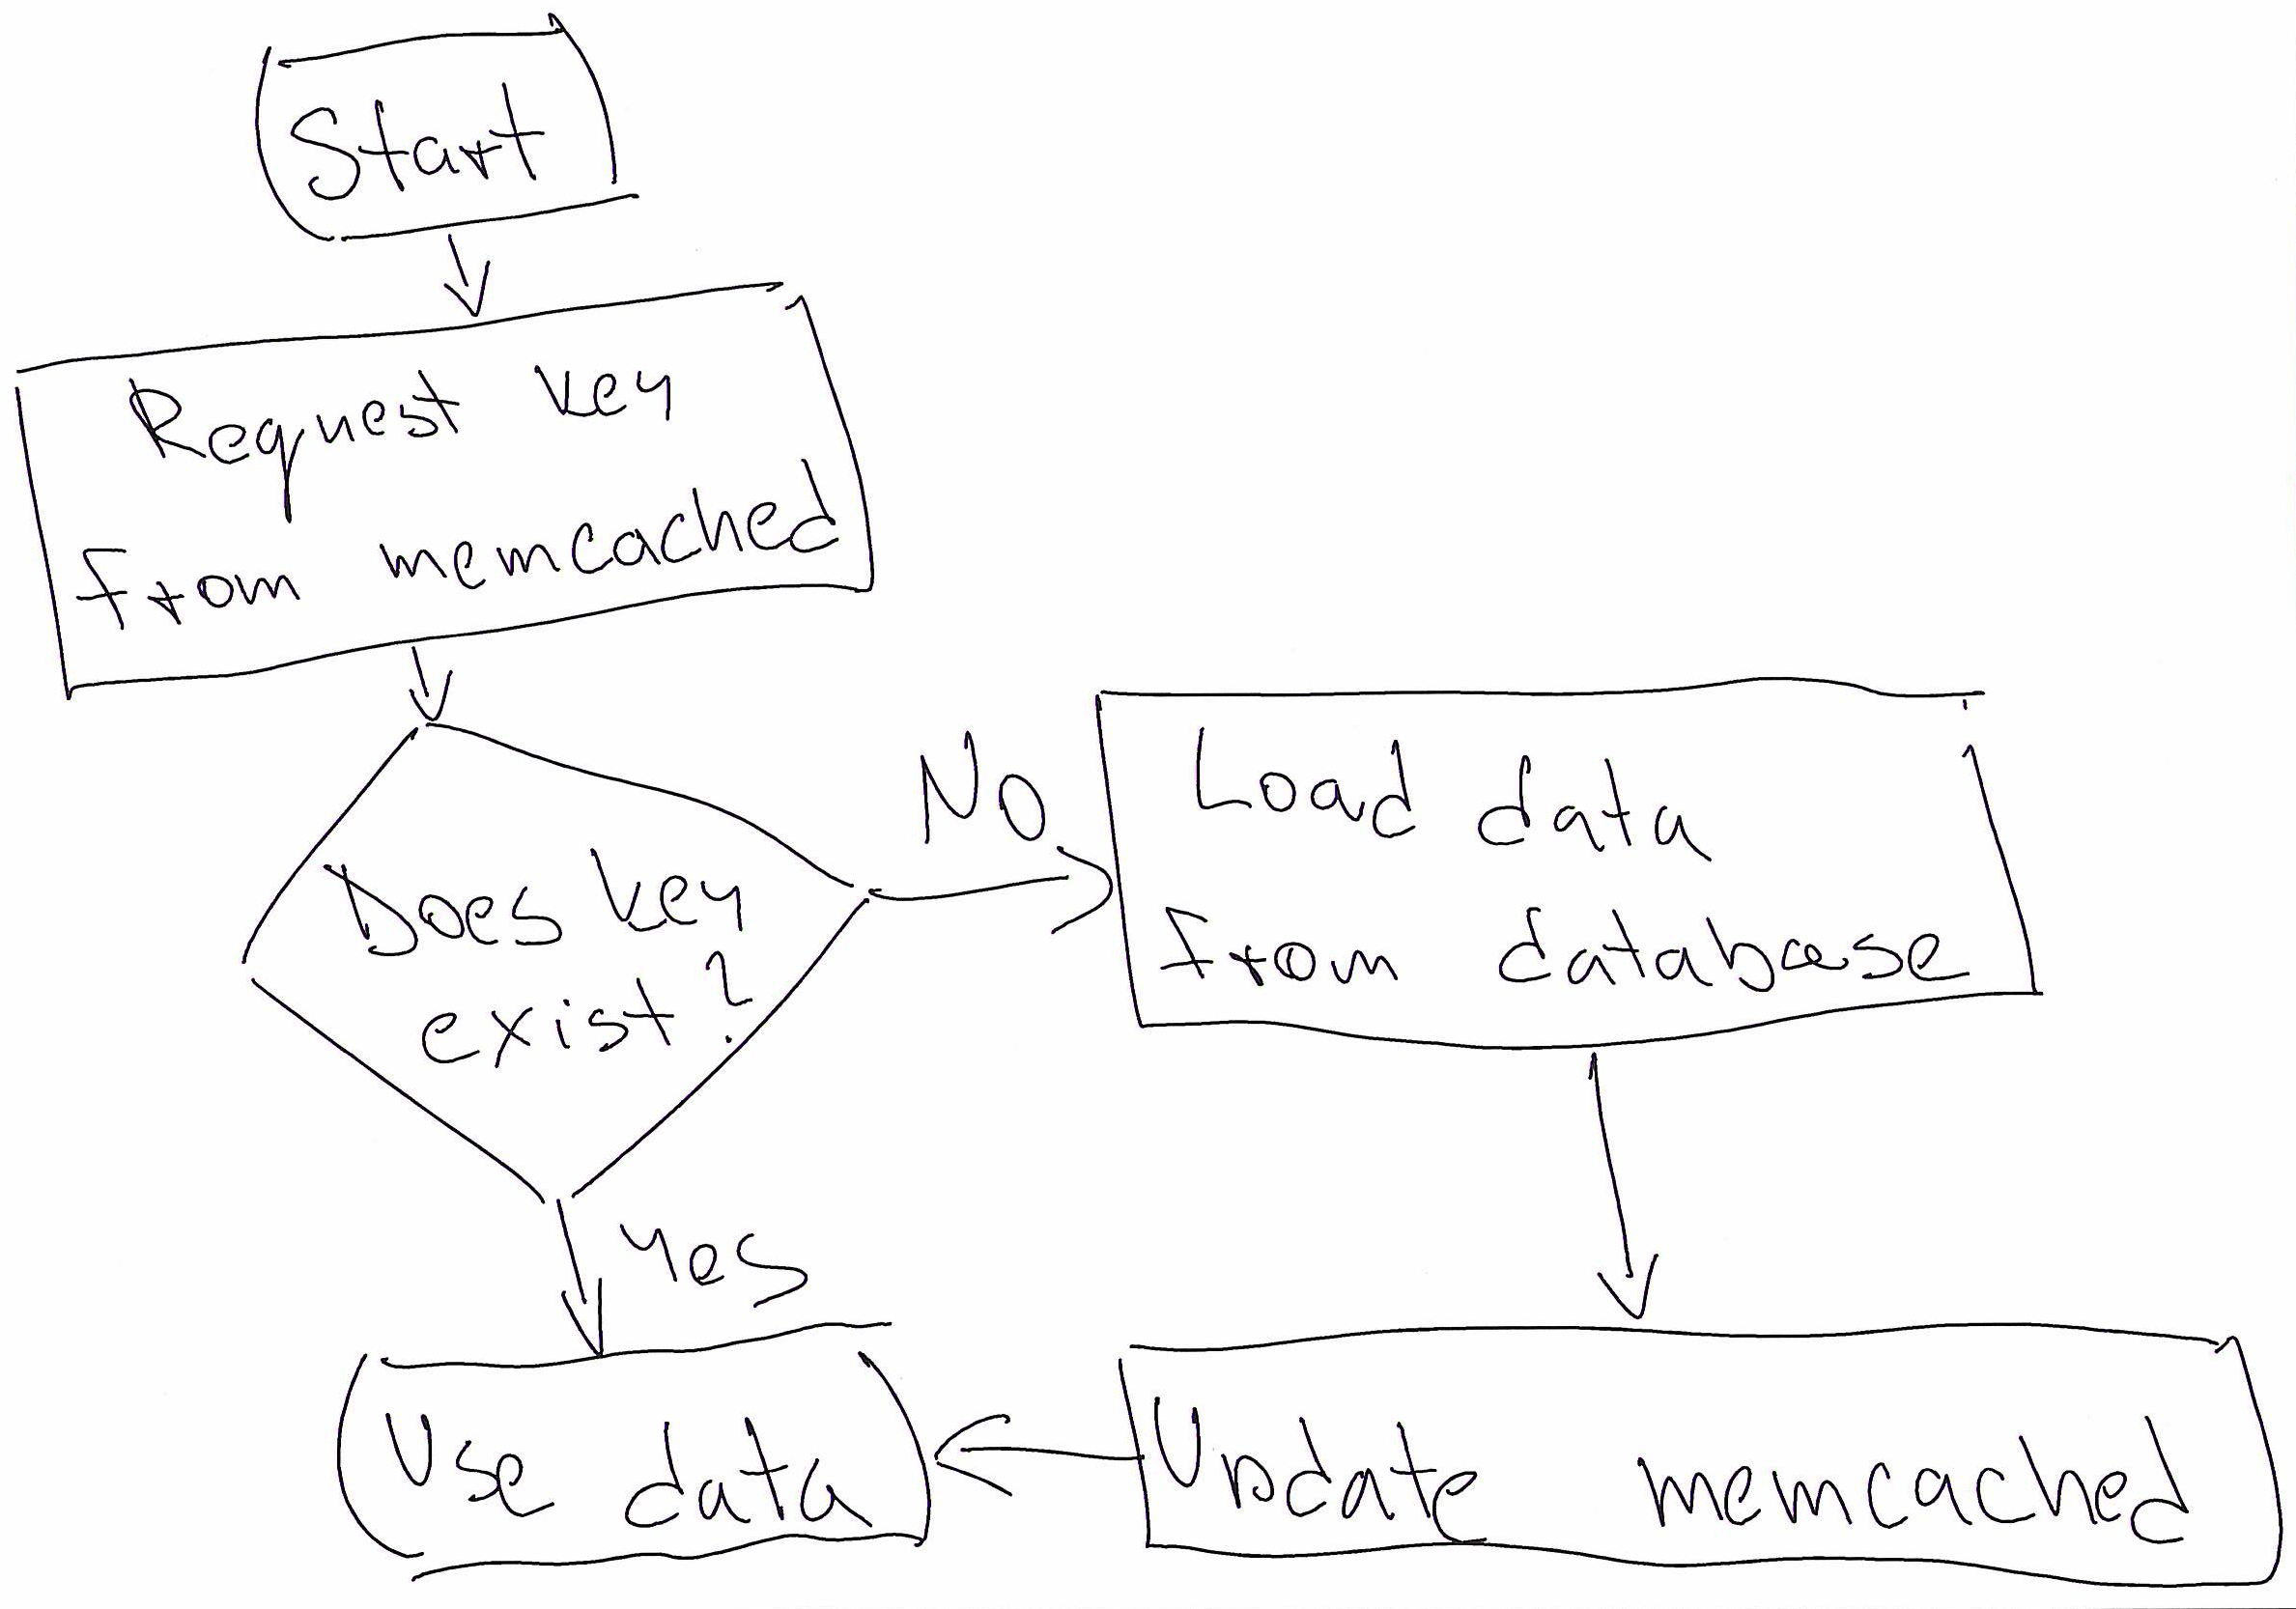 Start
Request key
From memcached
Does key
exist?
No
Load data
From database
Yes
Use data
Update memcached